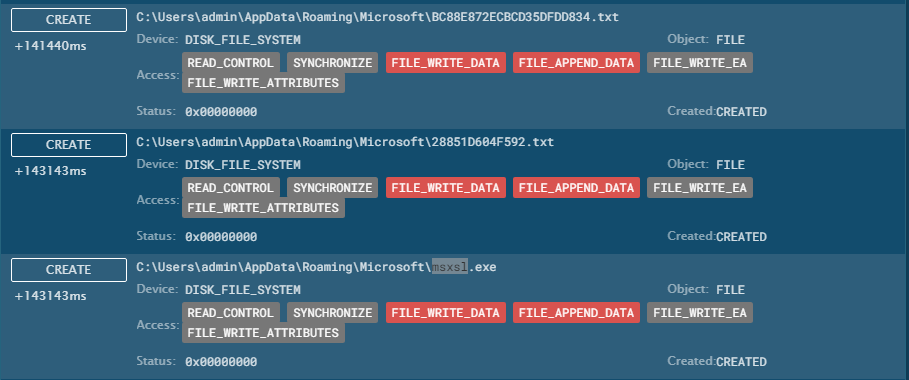 CREATE C:\Users\admin\AppData\Roaming\Microsoft\BC88E872ECBCD35DFDD834.txt
+141440ms Device: DISK_FILE_SYSTEM Object: FILE
Access: READ_CONTROL SYNCHRONIZE FILE_WRITE_DATA FILE_APPEND_DATA FILE_WRITE_EA
FILE_WRITE_ATTRIBUTES
Status: 0x00000000 Created:CREATED
CREATE C:\Users\admin\AppData\Roaming\Microsoft\28851D604F592.txt
+143143ms Device: DISK_FILE_SYSTEM Object: FILE
Access: READ_CONTROL SYNCHRONIZE FILE_WRITE_DATA FILE_APPEND_DATA FILE_WRITE_EA
FILE_WRITE_ATTRIBUTES
Status: 0x00000000 Created:CREATED
CREATE C:\Users\admin\AppData\Roaming\Microsoft\msxsl.exe
+143143ms Device: DISK_FILE_SYSTEM Object: FILE
Access: READ_CONTROL SYNCHRONIZE FILE_WRITE_DATA FILE_APPEND_DATA FILE_WRITE_EA
FILE_WRITE_ATTRIBUTES
Status: 0x00000000 Created:CREATED